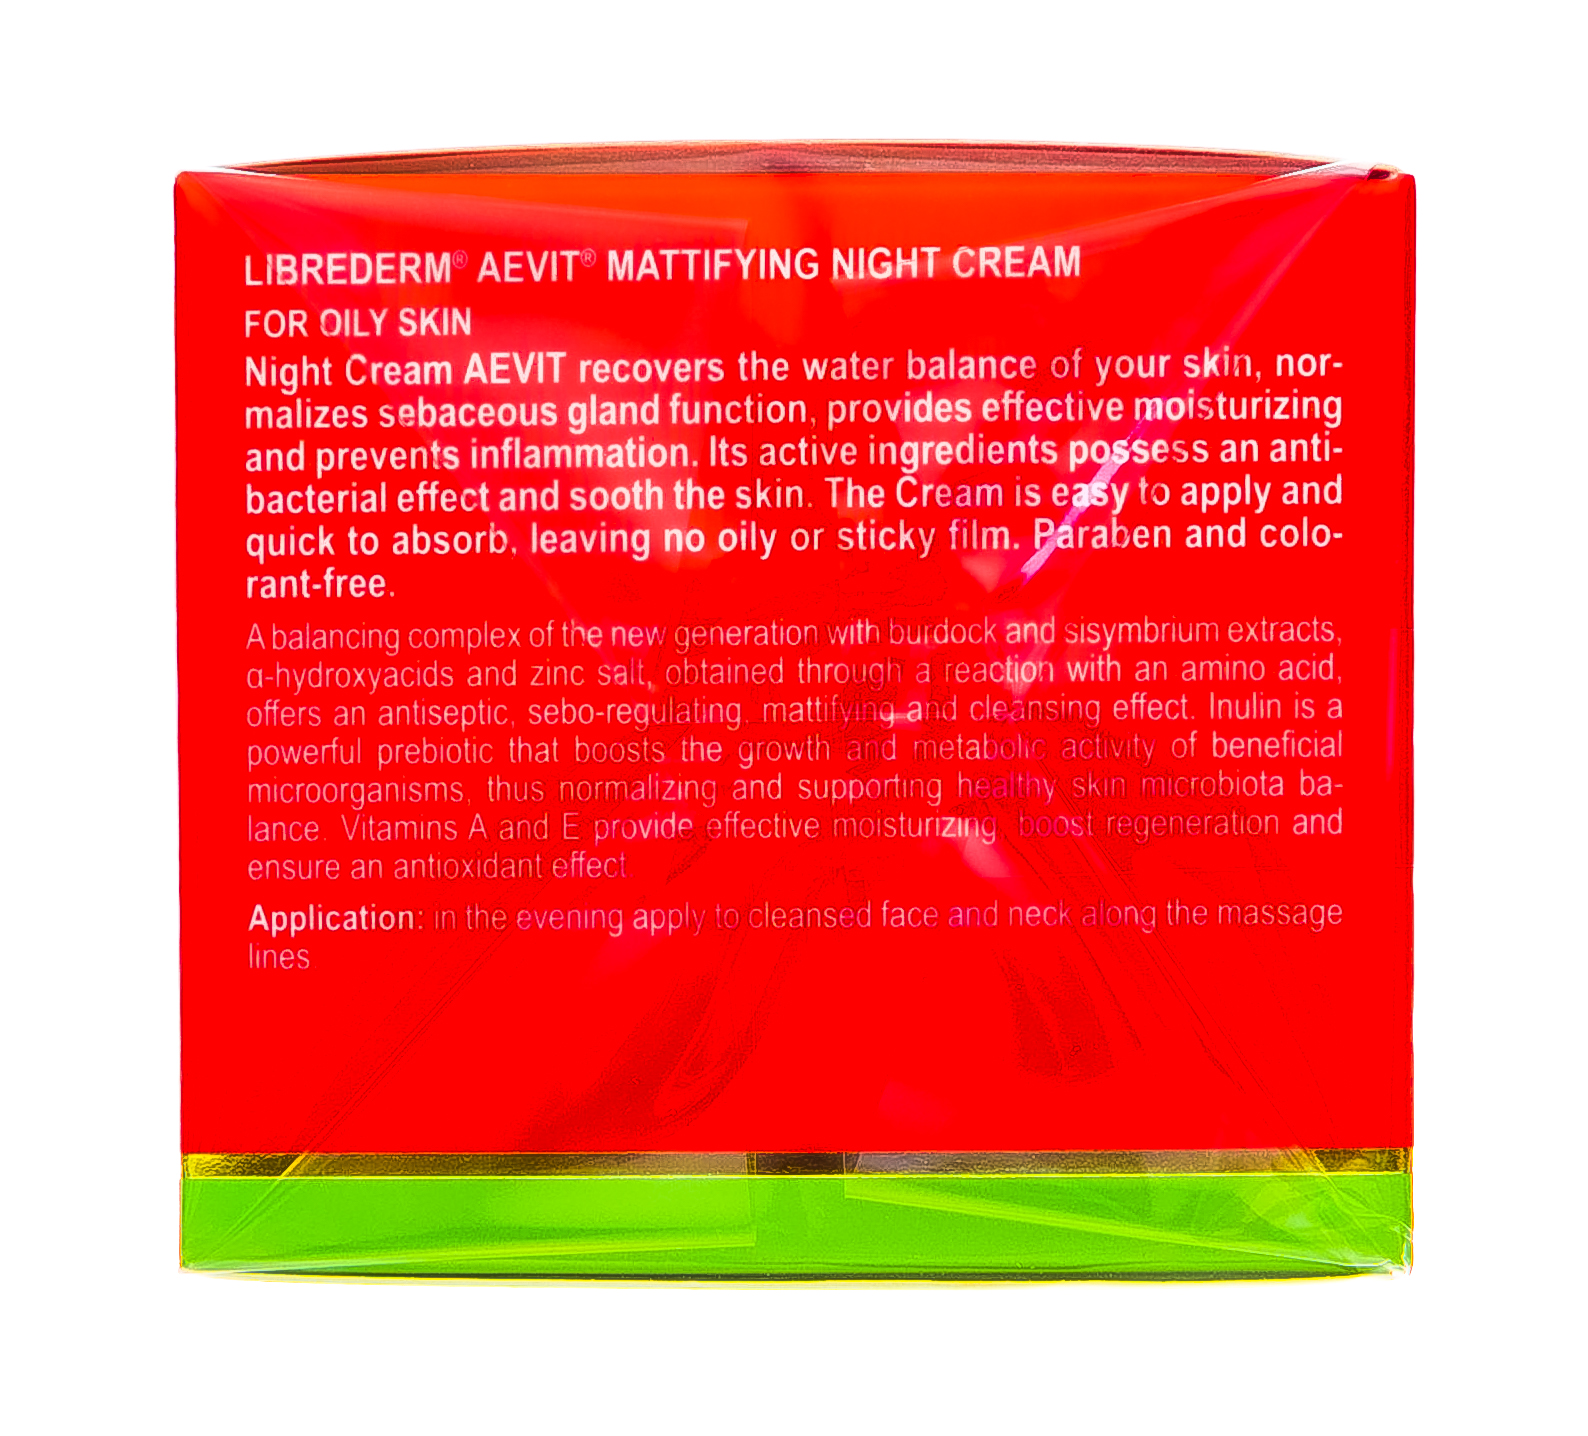 LIBREDERM® AEVIT® MATTIFYING NIGHT CREAM
FOR OILY SKIN
Night Cream AEVIT recovers the water balance of your skin, nor-
malizes sebaceous gland function, provides effective moisturizing
and prevents inflammation. Its active ingredients possess an anti-
bacterial effect and sooth the skin. The Cream is easy to apply and
quick to absorb, leaving no oily or sticky film. Paraben and colo-
rant-free.
A balancing complex of the new generation with burdock and sisymbrium extracts,
α-hydroxyacids and zinc salt, obtained through a reaction with an amino acid,
offers an antiseptic, sebo-regulating, mattifying and cleansing effect. Inulin is a
powerful prebiotic that boosts the growth and metabolic activity of beneficial
microorganisms, thus normalizing and supporting healthy skin microbiota ba-
lance. Vitamins A and E provide effective moisturizing, boost regeneration and
ensure an antioxidant effect.
Application: in the evening apply to cleansed face and neck along the massage
lines